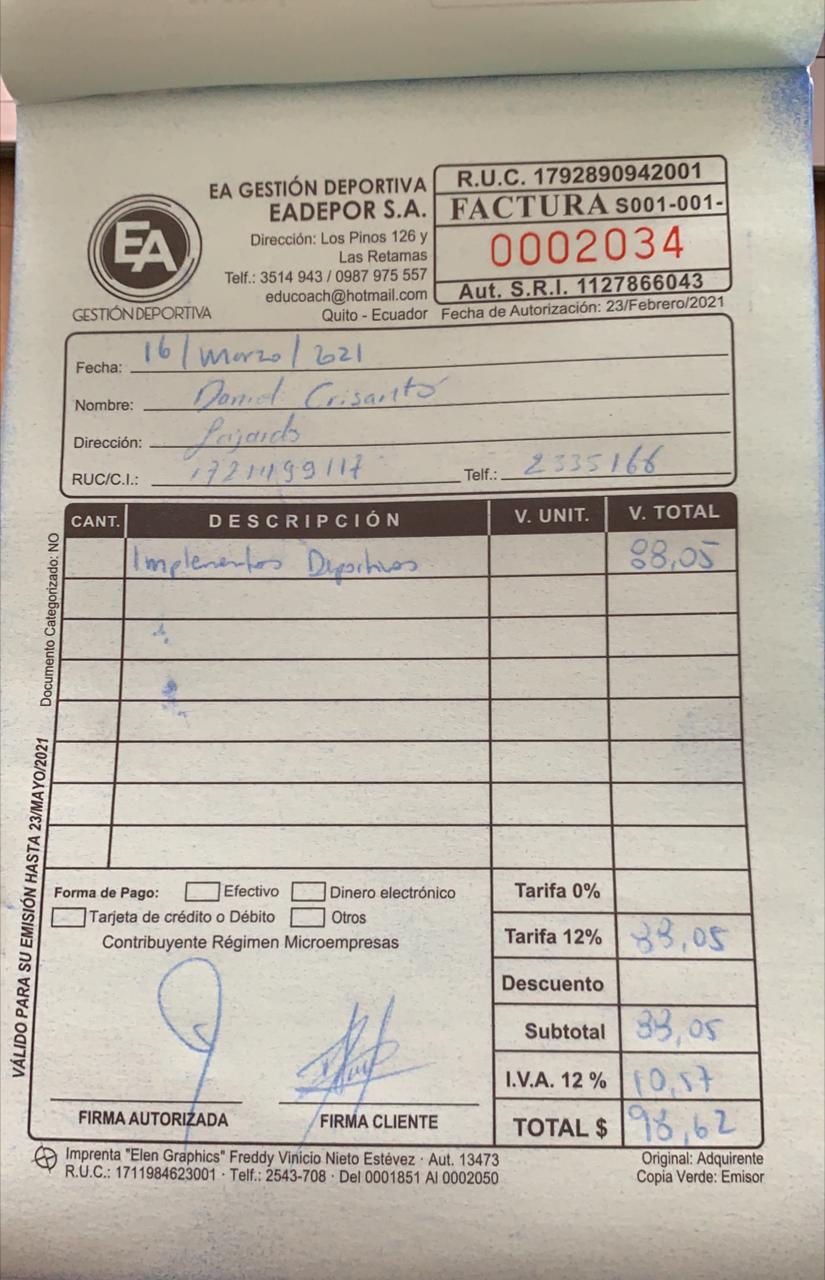 EA
GESTIÓN DEPORTIVA
EA GESTIÓN DEPORTIVA
EADEPOR S.A.
Dirección: Los Pinos 126 y
Las Retamas
Telf.: 3514 943 / 0987 975 557
educoach@hotmail.com
Quito - Ecuador
R.U.C. 1792890942001
FACTURA S001-001-
0002034
Aut. S.R.I. 1127866043
Fecha de Autorización: 23/Febrero/2021
Fecha: 16/Marzo/2021
Nombre: Daniel Crisanto
Dirección:
RUC/C.I.: Telf.: 2335166
CANT. DESCRIPCIÓN V. UNIT. V. TOTAL
Implementos Deportivos 88,05
Forma de Pago: Efectivo Dinero electrónico
Tarjeta de crédito o Débito Otros
Contribuyente Régimen Microempresas
Tarifa 0%
Tarifa 12% 88,05
Descuento
Subtotal 88,05
I.V.A. 12 % 10,57
TOTAL $ 98,62
FIRMA AUTORIZADA FIRMA CLIENTE
Documento Categorizado: NO
VÁLIDO PARA SU EMISIÓN HASTA 23/MAYO/2021
Imprenta "Elen Graphics" Freddy Vinicio Nieto Estévez · Aut. 13473
R.U.C.: 1711984623001 · Telf.: 2543-708 · Del 0001851 Al 0002050
Original: Adquirente
Copia Verde: Emisor